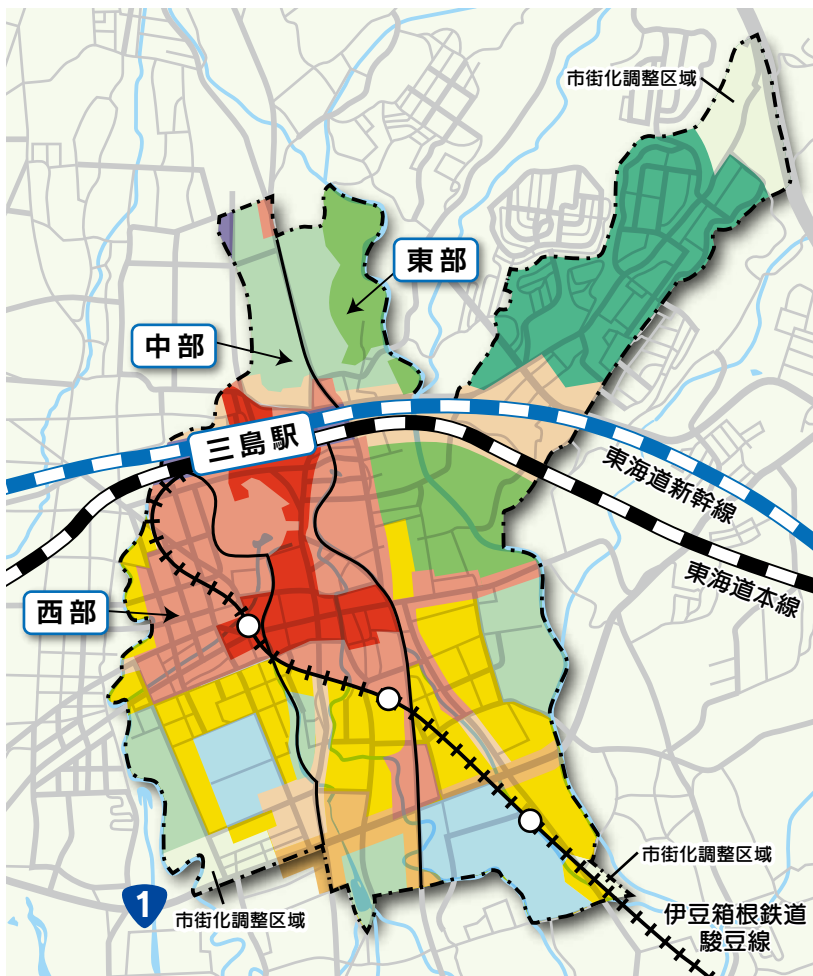 市街化調整区域
東部
中部
三島駅
東海道新幹線
東海道本線
西部
市街化調整区域
1
市街化調整区域
伊豆箱根鉄道
駿豆線